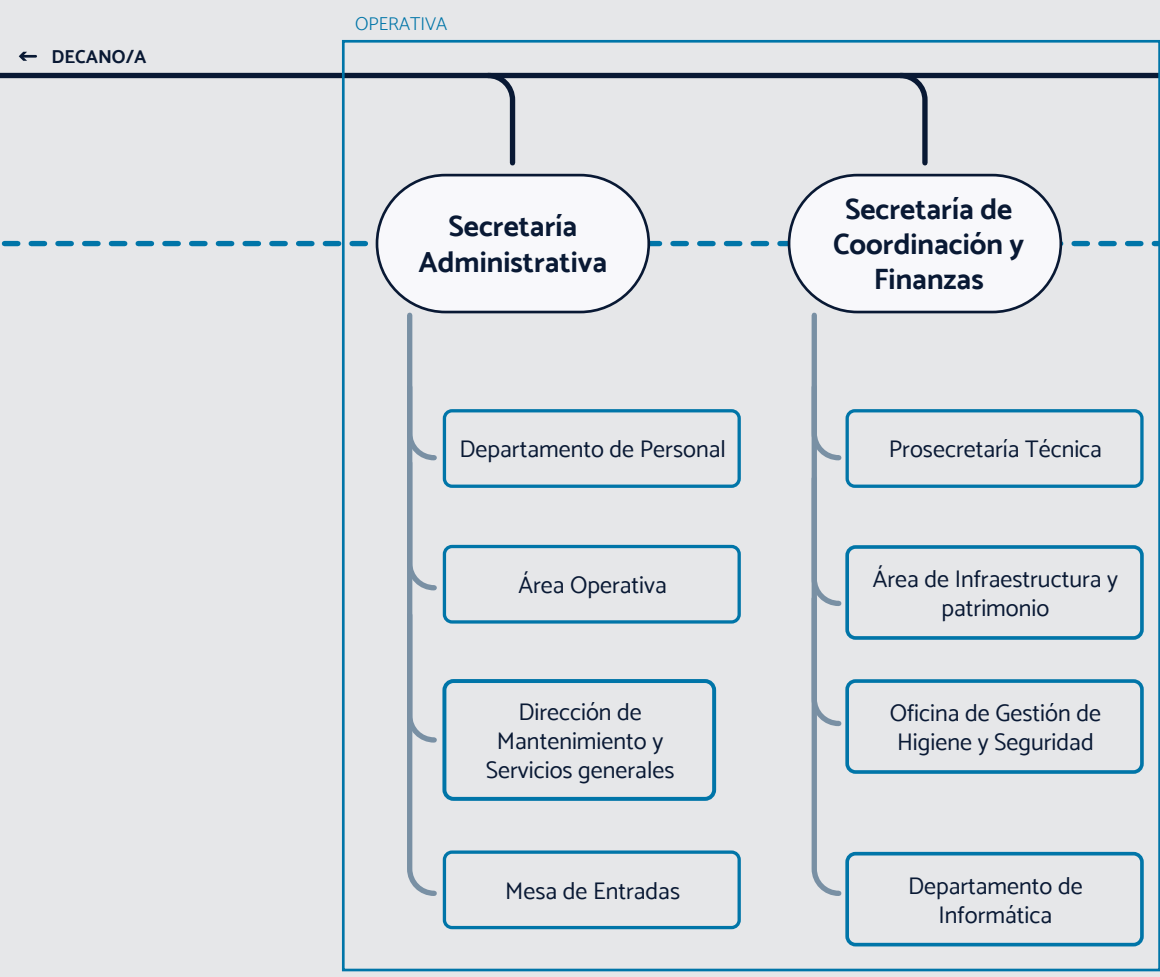 OPERATIVA
← DECANO/A
Secretaría
Administrativa
Secretaría de
Coordinación y
Finanzas
Departamento de Personal
Área Operativa
Dirección de
Mantenimiento y
Servicios generales
Mesa de Entradas
Prosecretaría Técnica
Área de Infraestructura y
patrimonio
Oficina de Gestión de
Higiene y Seguridad
Departamento de
Informática